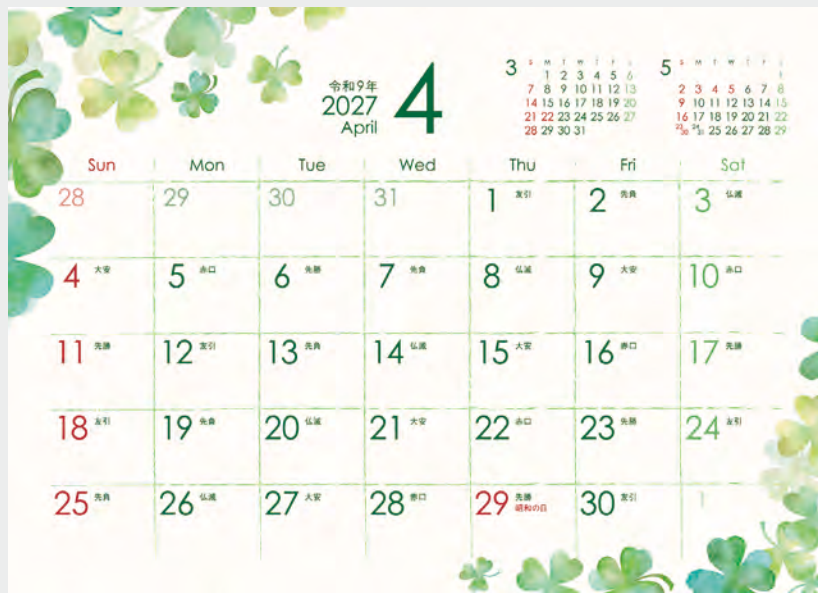 令和9年
2027
April
4
3
S M T W T F S
1 2 3 4 5 6
7 8 9 10 11 12 13
14 15 16 17 18 19 20
21 22 23 24 25 26 27
28 29 30 31
5
S M T W T F S
1
2 3 4 5 6 7 8
9 10 11 12 13 14 15
16 17 18 19 20 21 22
23/30 24/31 25 26 27 28 29
Sun Mon Tue Wed Thu Fri Sat
28 29 30 31 1 友引 2 先負 3 仏滅
4 大安 5 赤口 6 先勝 7 先負 8 仏滅 9 大安 10 赤口
11 先勝 12 友引 13 先負 14 仏滅 15 大安 16 赤口 17 先勝
18 友引 19 先負 20 仏滅 21 大安 22 赤口 23 先勝 24 友引
25 先負 26 仏滅 27 大安 28 赤口 29 先勝 30 友引 1
昭和の日